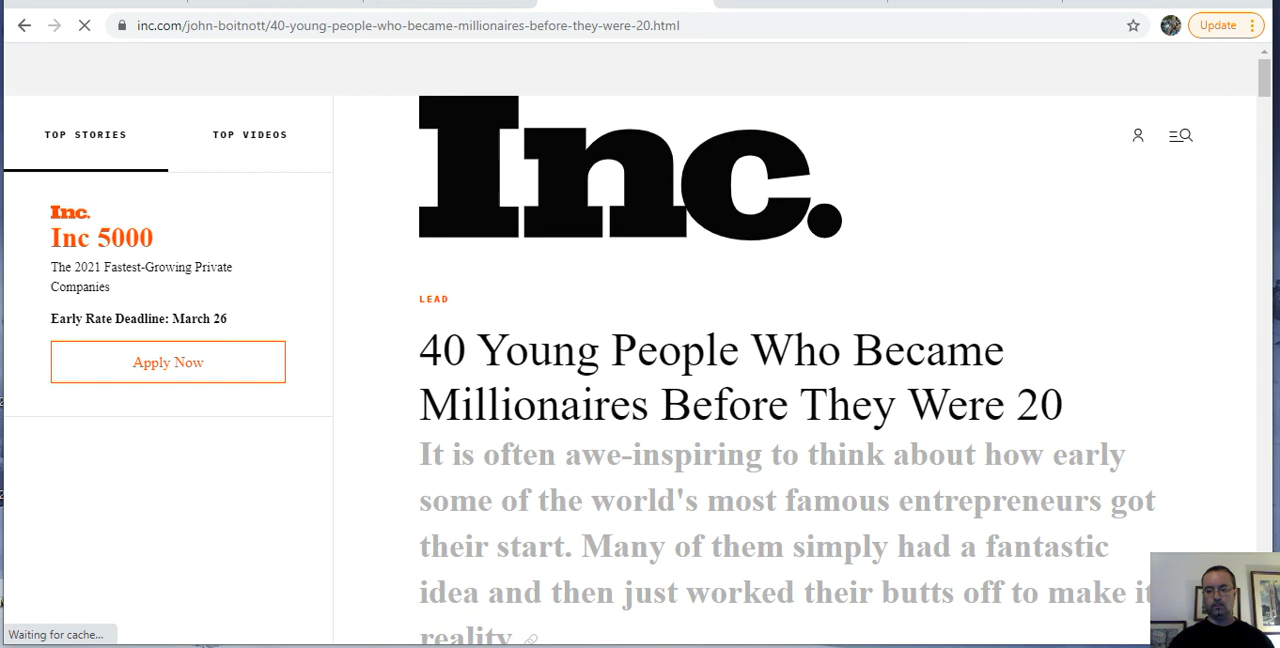 inc.com/john-boitnott/40-young-people-who-became-millionaires-before-they-were-20.html
Update
TOP STORIES
TOP VIDEOS
Inc.
Inc 5000
The 2021 Fastest-Growing Private
Companies
Early Rate Deadline: March 26
Apply Now
Inc.
LEAD
40 Young People Who Became
Millionaires Before They Were 20
It is often awe-inspiring to think about how early
some of the world's most famous entrepreneurs got
their start. Many of them simply had a fantastic
idea and then just worked their butts off to make it
reality.
Waiting for cache...